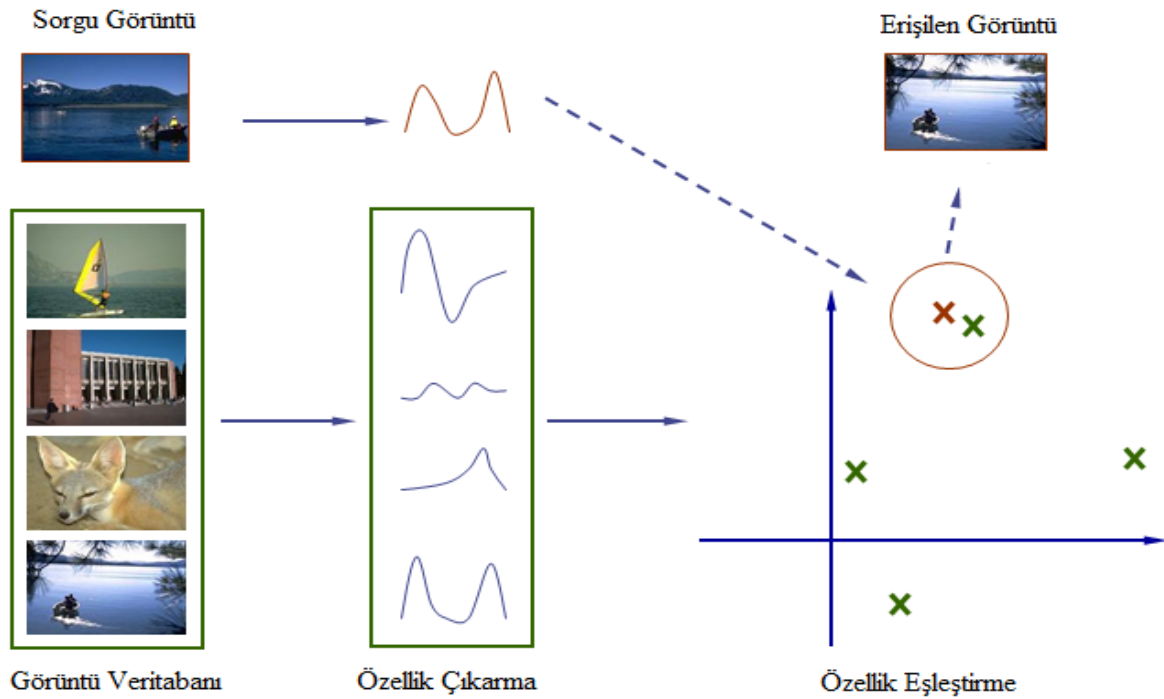 Sorgu Görüntü
Erişilen Görüntü
Görüntü Veritabanı
Özellik Çıkarma
Özellik Eşleştirme